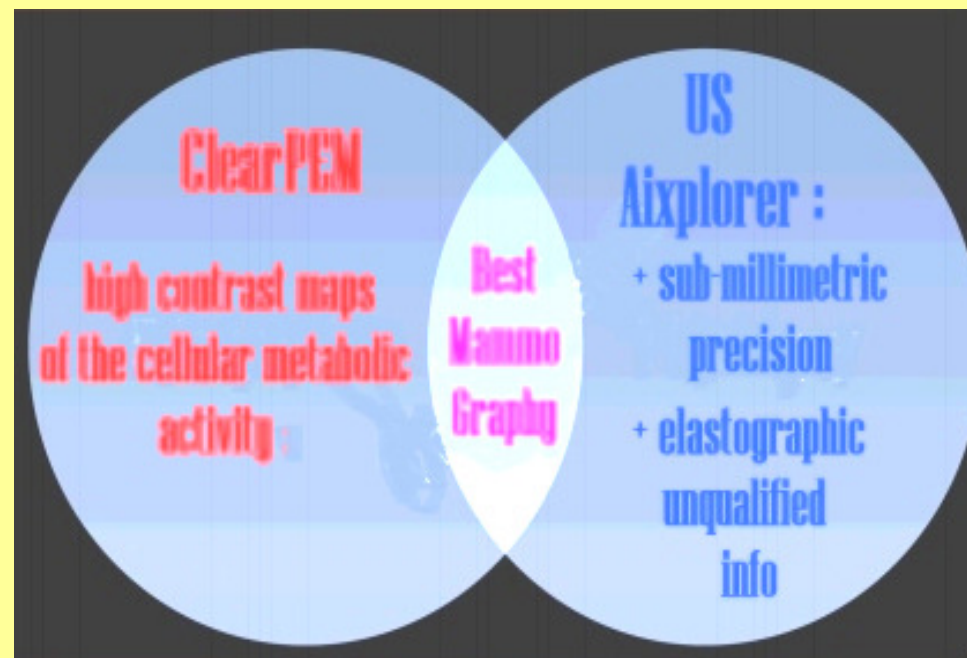 ClearPEM
high contrast maps
of the cellular metabolic
activity :
Best
Mammo
Graphy
US
Aixplorer :
+ sub-millimetric
precision
+ elastographic
unqualified
info